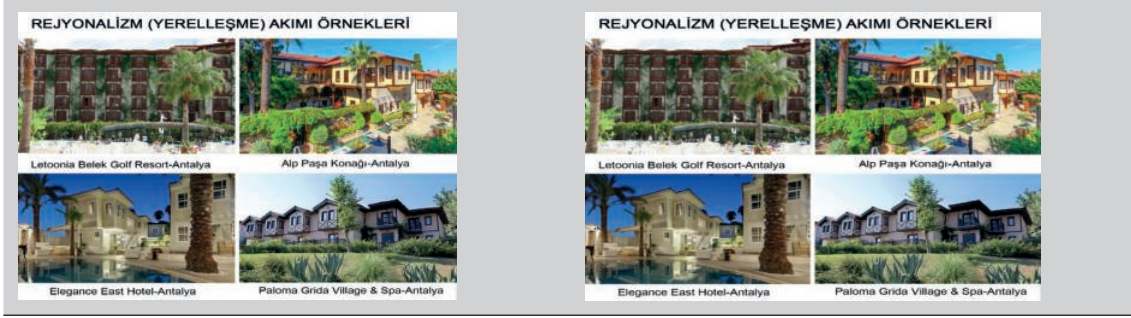 REJYONALİZM (YERELLEŞME) AKIMI ÖRNEKLERİ
Letoonia Belek Golf Resort-Antalya
Alp Paşa Konağı-Antalya
Elegance East Hotel-Antalya
Paloma Grida Village & Spa-Antalya
REJYONALİZM (YERELLEŞME) AKIMI ÖRNEKLERİ
Letoonia Belek Golf Resort-Antalya
Alp Paşa Konağı-Antalya
Elegance East Hotel-Antalya
Paloma Grida Village & Spa-Antalya